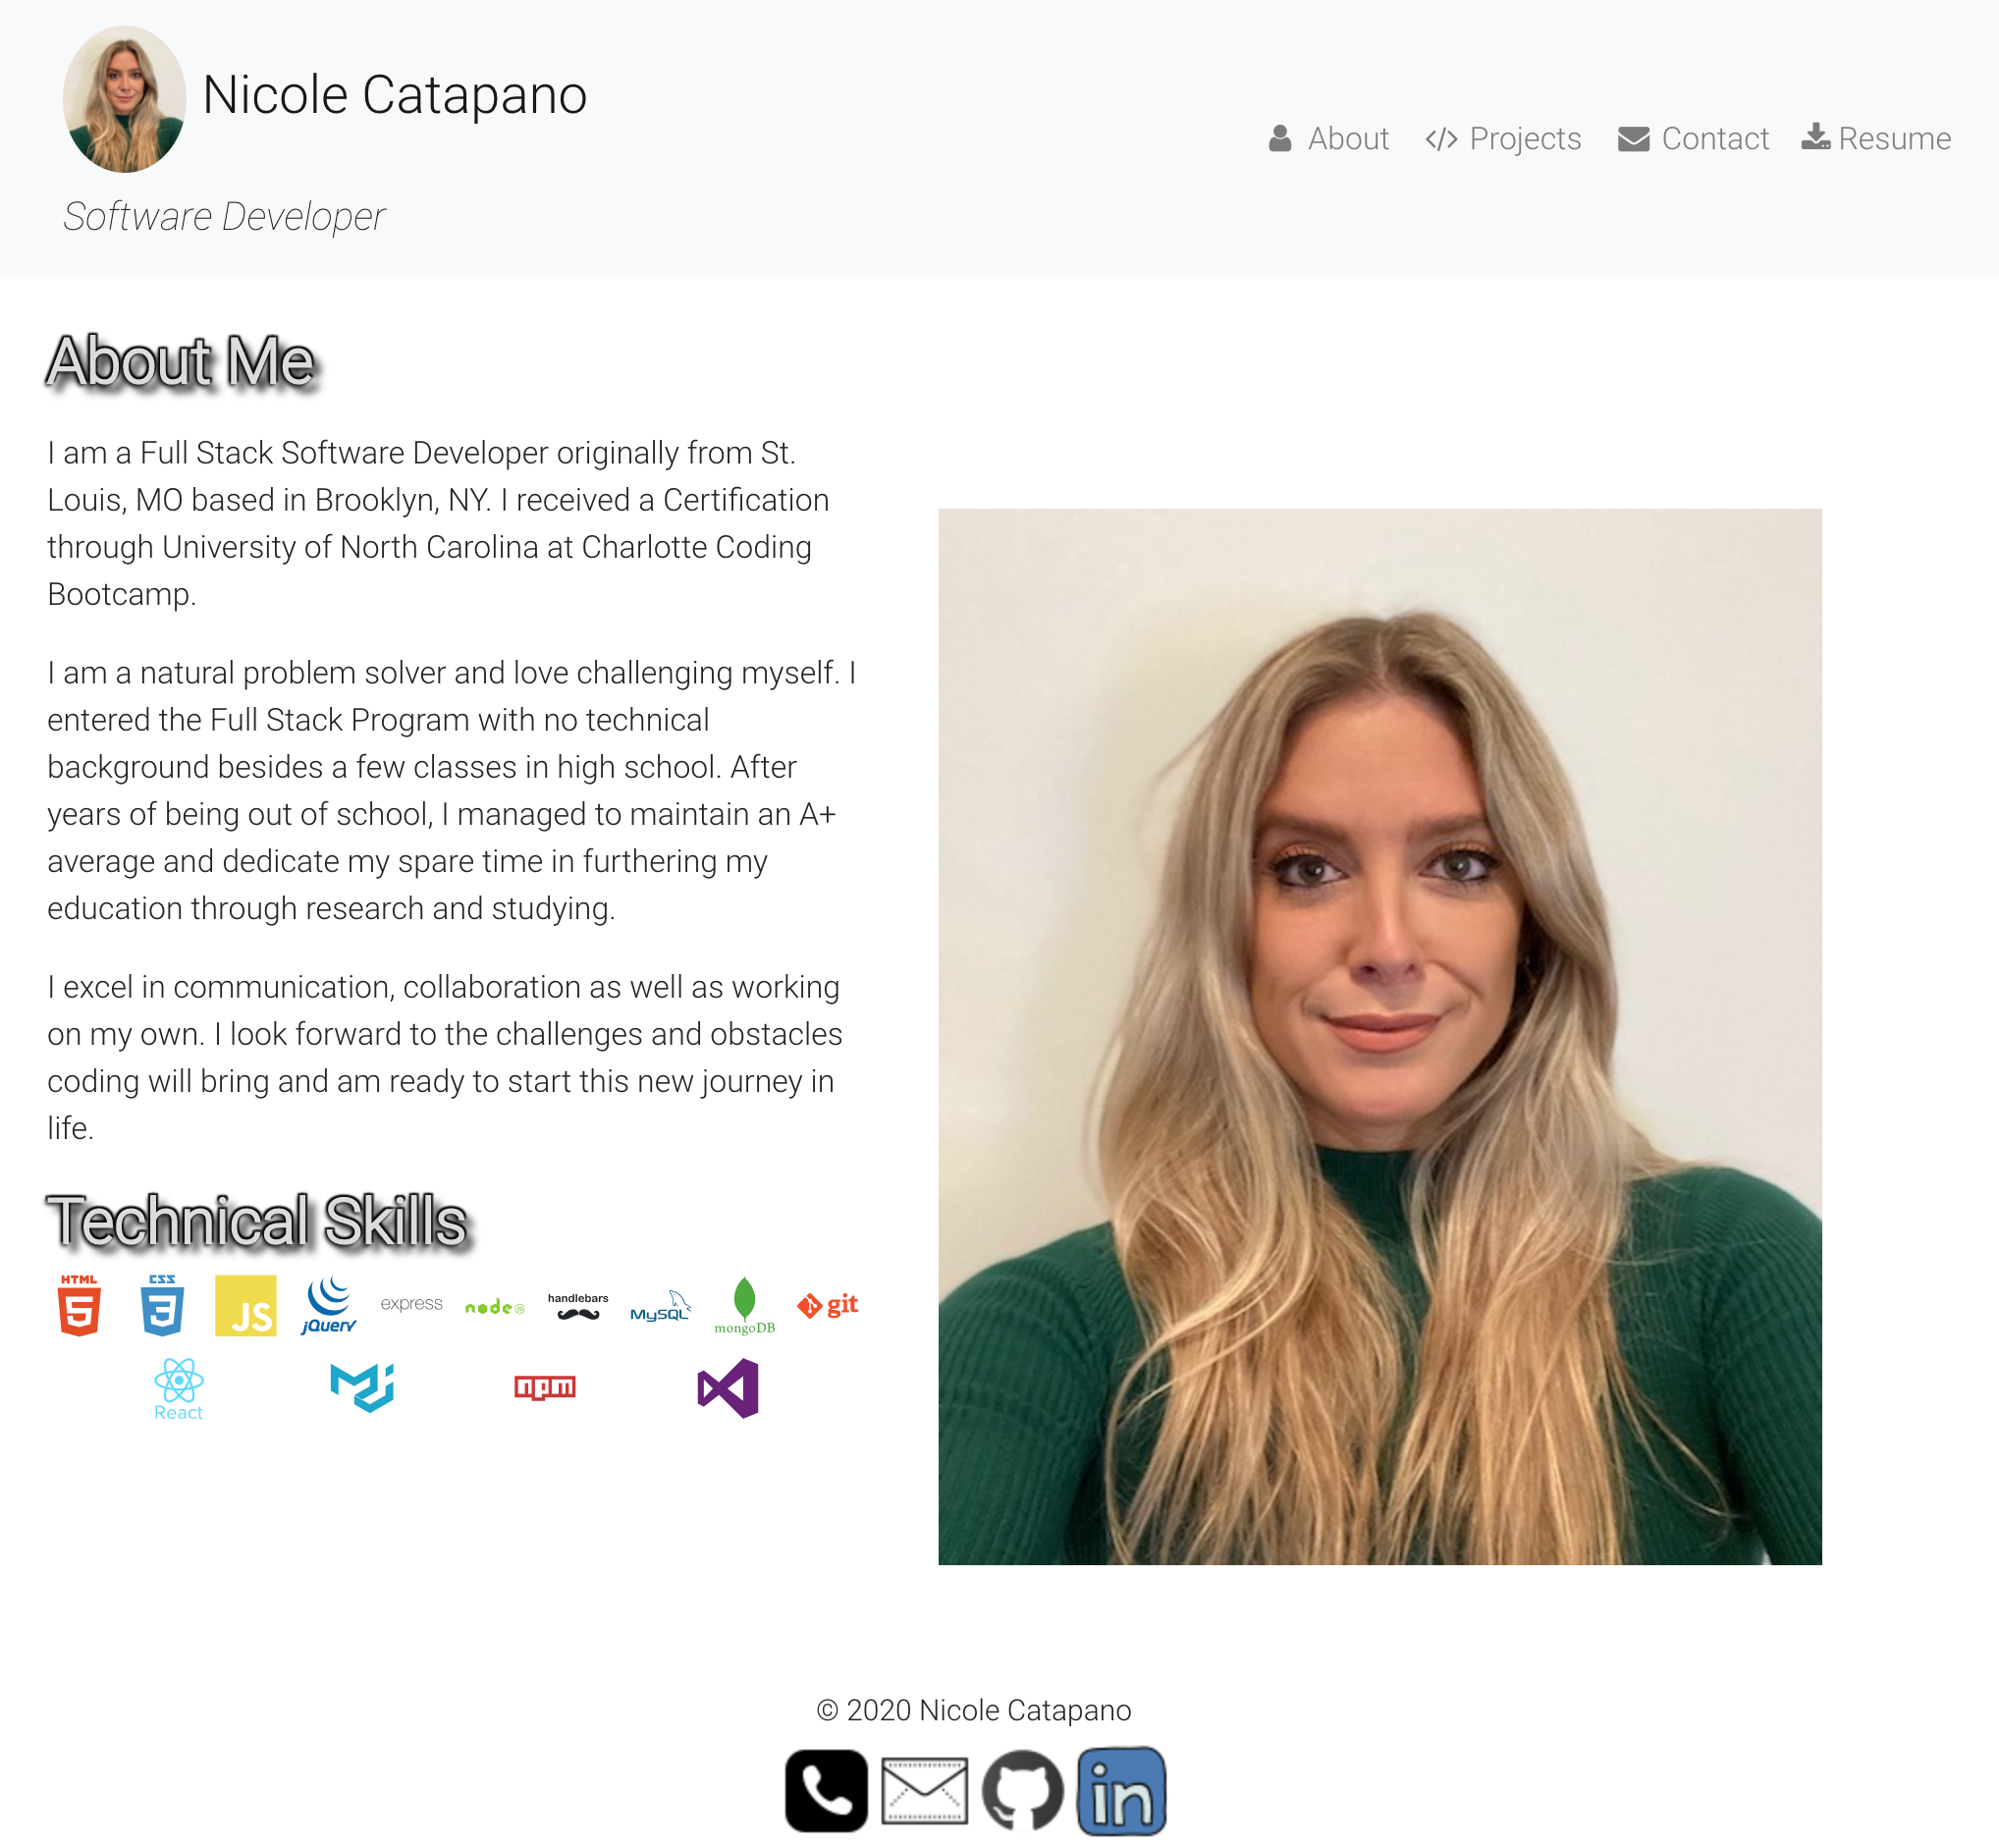 Nicole Catapano
About
Projects
Contact
Resume
Software Developer
About Me
I am a Full Stack Software Developer originally from St.
Louis, MO based in Brooklyn, NY. I received a Certification
through University of North Carolina at Charlotte Coding
Bootcamp.
I am a natural problem solver and love challenging myself. I
entered the Full Stack Program with no technical
background besides a few classes in high school. After
years of being out of school, I managed to maintain an A+
average and dedicate my spare time in furthering my
education through research and studying.
I excel in communication, collaboration as well as working
on my own. I look forward to the challenges and obstacles
coding will bring and am ready to start this new journey in
life.
Technical Skills
HTML 5
CSS 3
JS
jQuery
express
node JS
handlebars
MySQL
mongoDB
git
React
npm
© 2020 Nicole Catapano
in